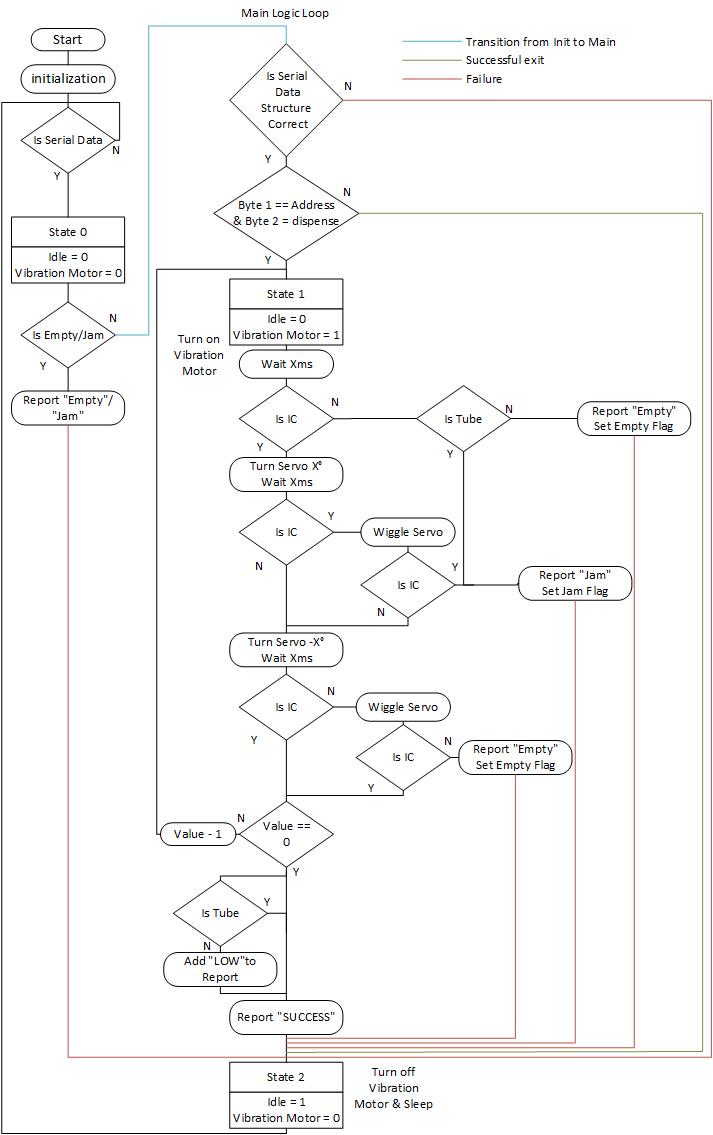 Main Logic Loop
Start
Transition from Init to Main
Successful exit
Failure
initialization
Is Serial
Data
Structure
Correct
N
Y
Is Serial Data
N
Y
Byte 1 == Address
& Byte 2 = dispense
N
Y
State 0
Idle = 0
Vibration Motor = 0
Is Empty/Jam
N
Y
Report "Empty"/
"Jam"
State 1
Idle = 0
Vibration Motor = 1
Turn on
Vibration
Motor
Wait Xms
Is IC
N
Y
Is Tube
N
Y
Report "Empty"
Set Empty Flag
Turn Servo X°
Wait Xms
Is IC
Y
N
Wiggle Servo
Is IC
Y
N
Report "Jam"
Set Jam Flag
Turn Servo -X°
Wait Xms
Is IC
N
Y
Wiggle Servo
Is IC
N
Y
Report "Empty"
Set Empty Flag
Value ==
0
N
Y
Value - 1
Is Tube
Y
N
Add "LOW"to
Report
Report "SUCCESS"
State 2
Idle = 1
Vibration Motor = 0
Turn off
Vibration
Motor & Sleep